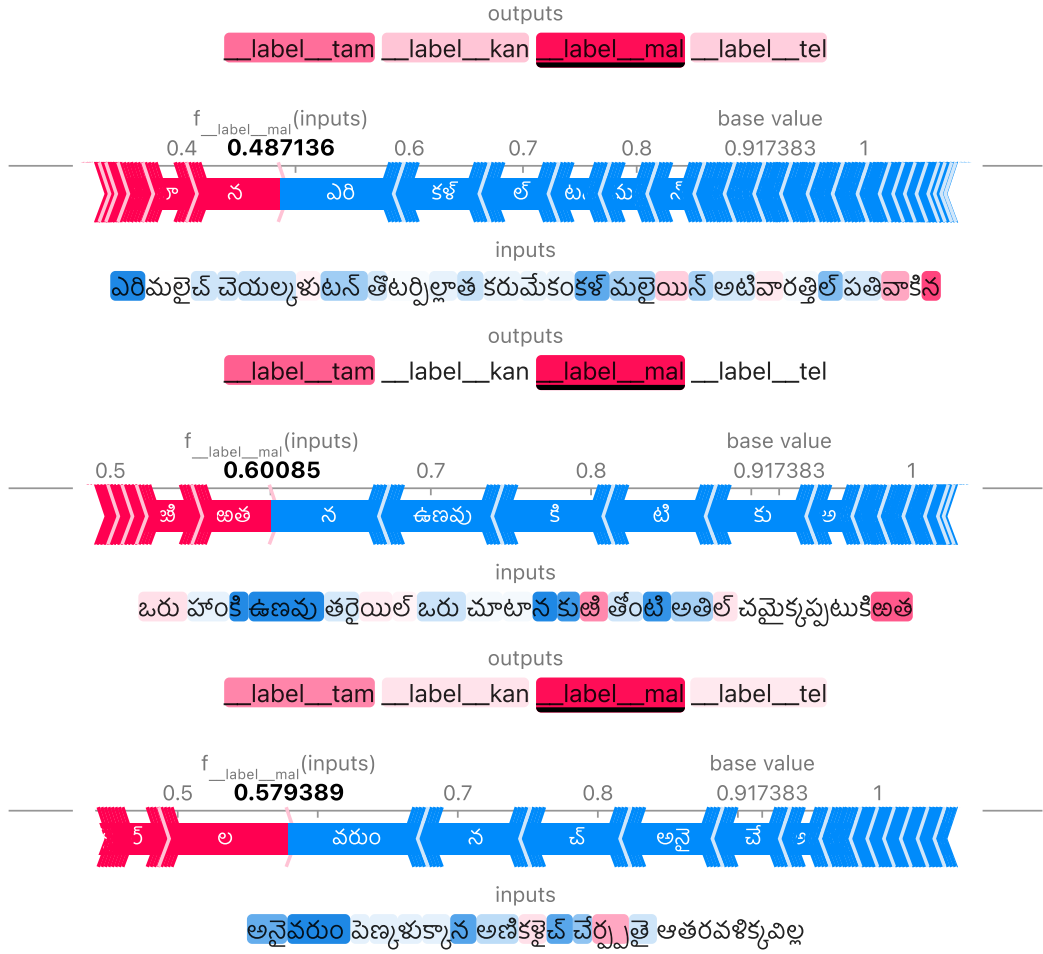 outputs
__label__tam __label__kan __label__mal __label__tel
f__label__mal(inputs) base value
0.4 0.487136 0.6 0.7 0.8 0.917383 1
న ఎరి కళ్ ల్
inputs
ఎరిమలైచ్ చెయల్కళుటన్ తొటర్పిల్లాత కరుమేకంకళ్ మలైయిన్ అటివారత్తిల్ పతివాకిన
outputs
__label__tam __label__kan __label__mal __label__tel
f__label__mal(inputs) base value
0.5 0.60085 0.7 0.8 0.917383 1
ఱి ఱత న ఉణవు కి టి కు అ
inputs
ఒరు హాంకి ఉణవు తరైయిల్ ఒరు చూటాన కుఱి తోంటి అతిల్ చమైక్కప్పటుకిఱత
outputs
__label__tam __label__kan __label__mal __label__tel
f__label__mal(inputs) base value
0.5 0.579389 0.7 0.8 0.917383 1
ల వరుం న చ్ అనై చే
inputs
అనైవరుం పెణ్కళుక్కాన అణికళైచ్ చేర్ప్పతై ఆతరవళిక్కవిల్ల